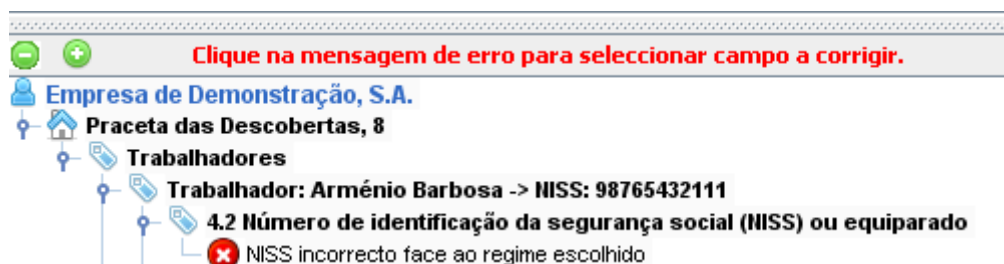 Clique na mensagem de erro para seleccionar campo a corrigir.
Empresa de Demonstração, S.A.
Praceta das Descobertas, 8
Trabalhadores
Trabalhador: Arménio Barbosa -> NISS: 98765432111
4.2 Número de identificação da segurança social (NISS) ou equiparado
NISS incorrecto face ao regime escolhido